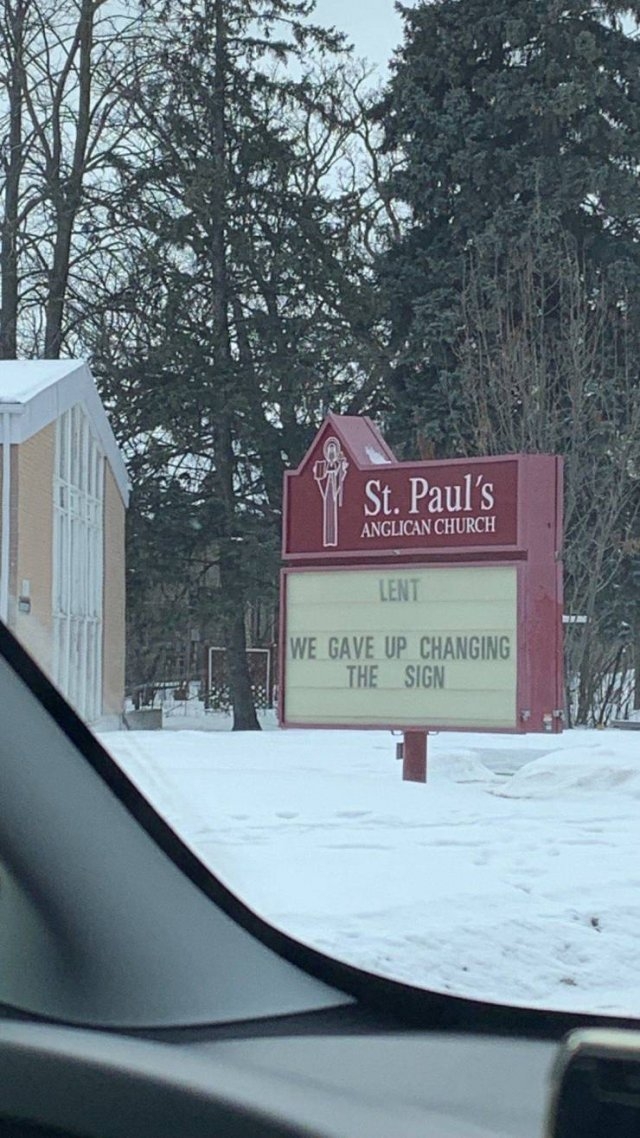 St. Paul's
ANGLICAN CHURCH
LENT
WE GAVE UP CHANGING
THE SIGN